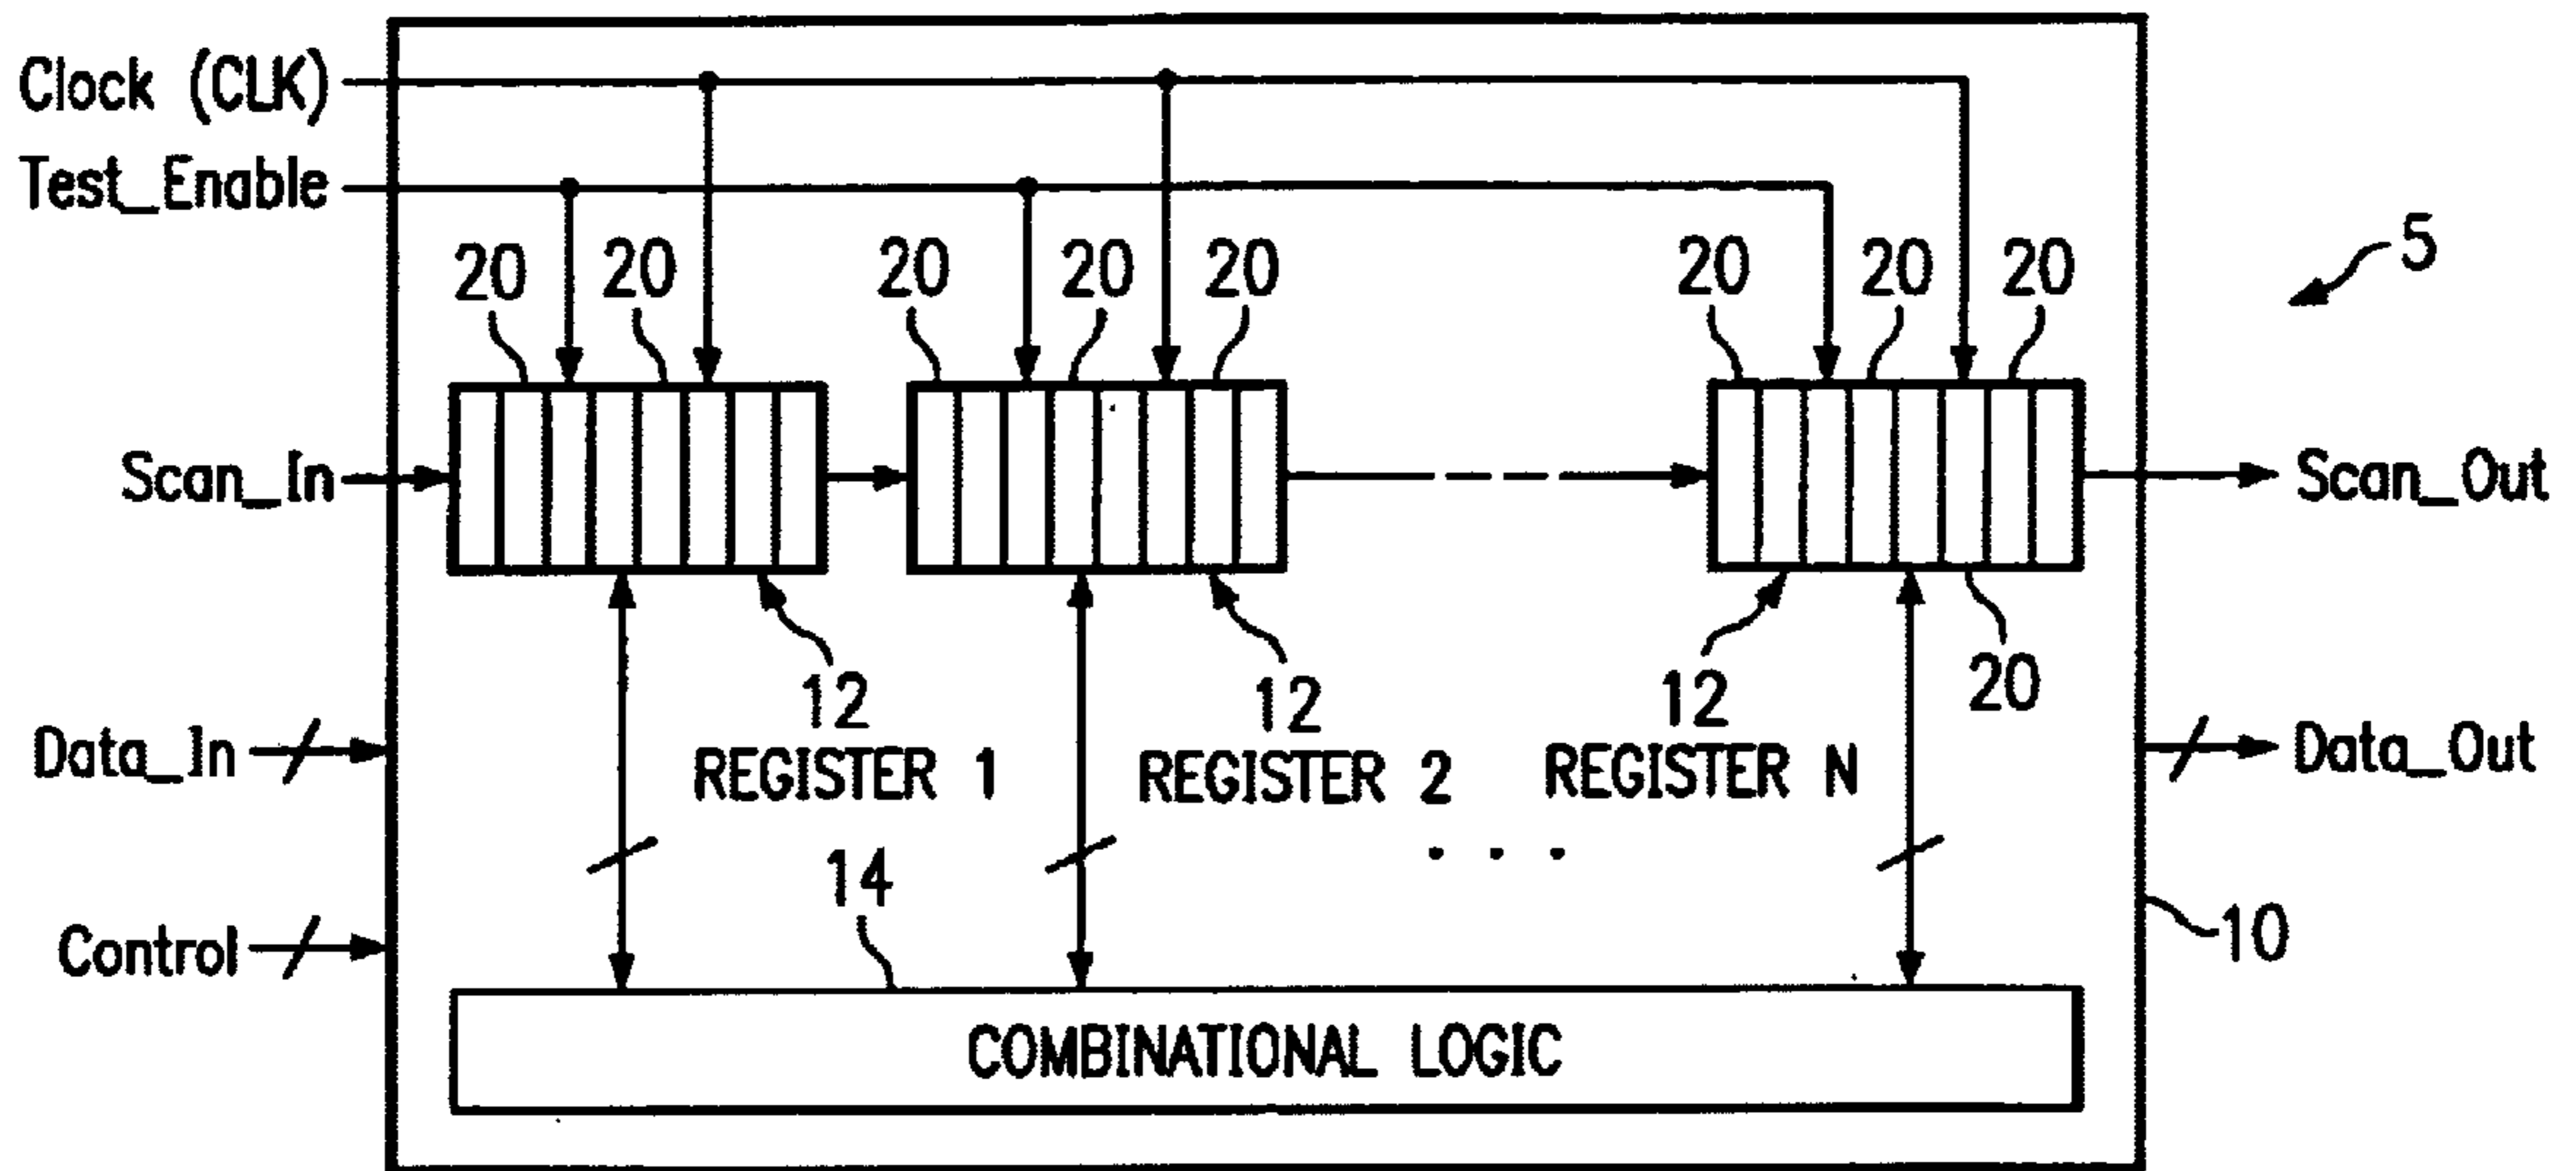 Clock (CLK)
Test_Enable
20 20 20 20 20 20 20 20
5
Scan_In
Scan_Out
12 12 12 20
REGISTER 1 REGISTER 2 REGISTER N
Data_In
Data_Out
14
. . .
Control
10
COMBINATIONAL LOGIC